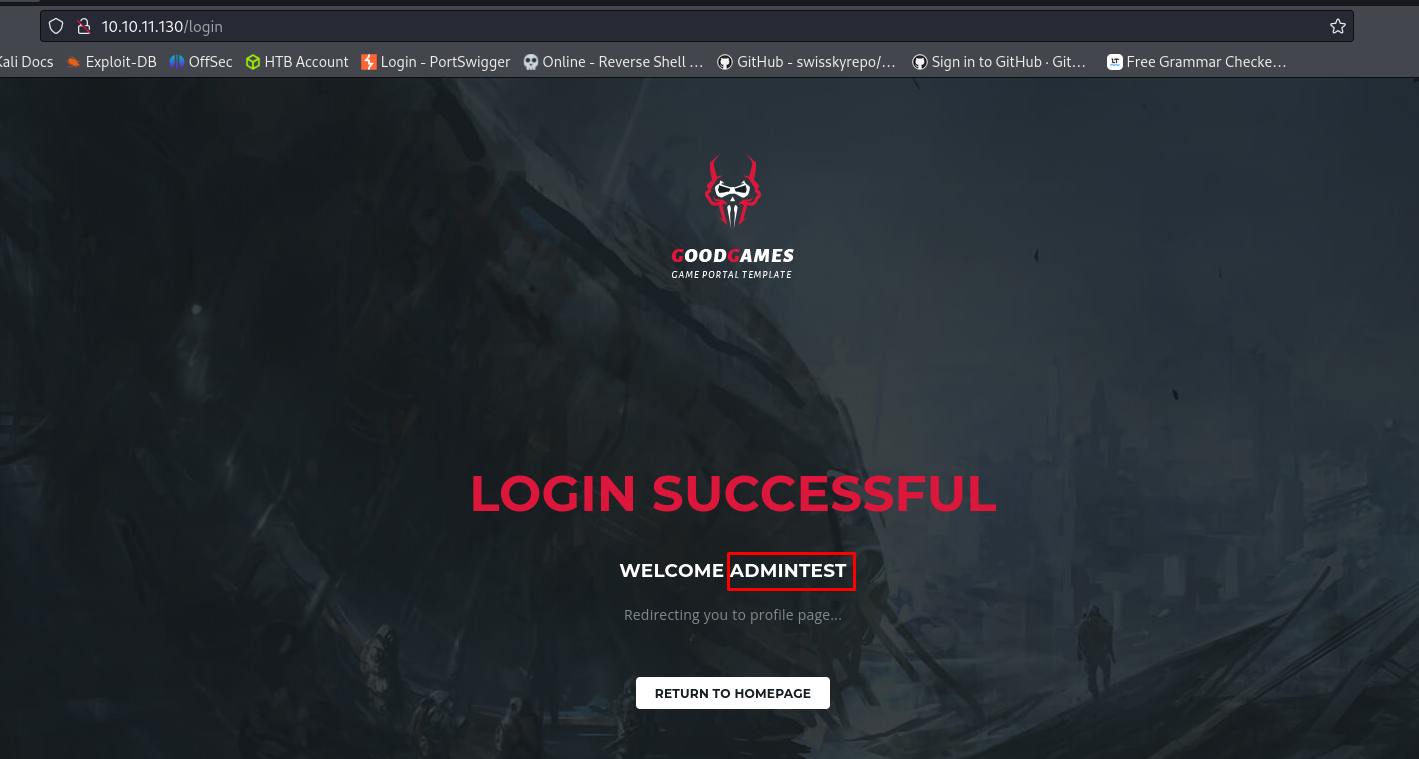 10.10.11.130/login
Kali Docs Exploit-DB OffSec HTB Account Login - PortSwigger Online - Reverse Shell … GitHub - swisskyrepo/… Sign in to GitHub · Git… LT Free Grammar Checke…
GOODGAMES
GAME PORTAL TEMPLATE
LOGIN SUCCESSFUL
WELCOME ADMINTEST
Redirecting you to profile page...
RETURN TO HOMEPAGE